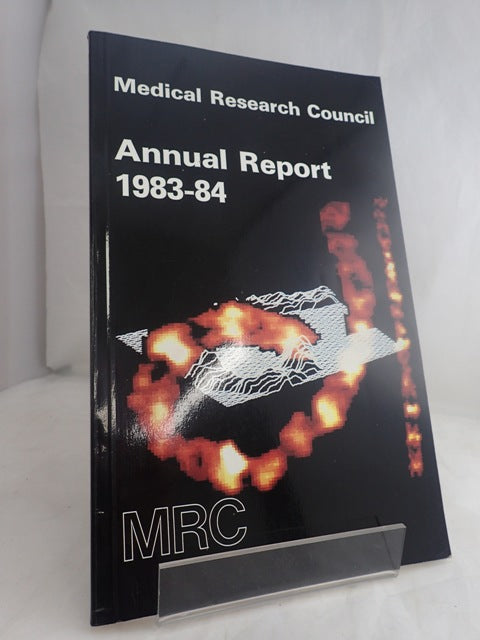 Medical Research Council
Annual Report
1983-84
MRC